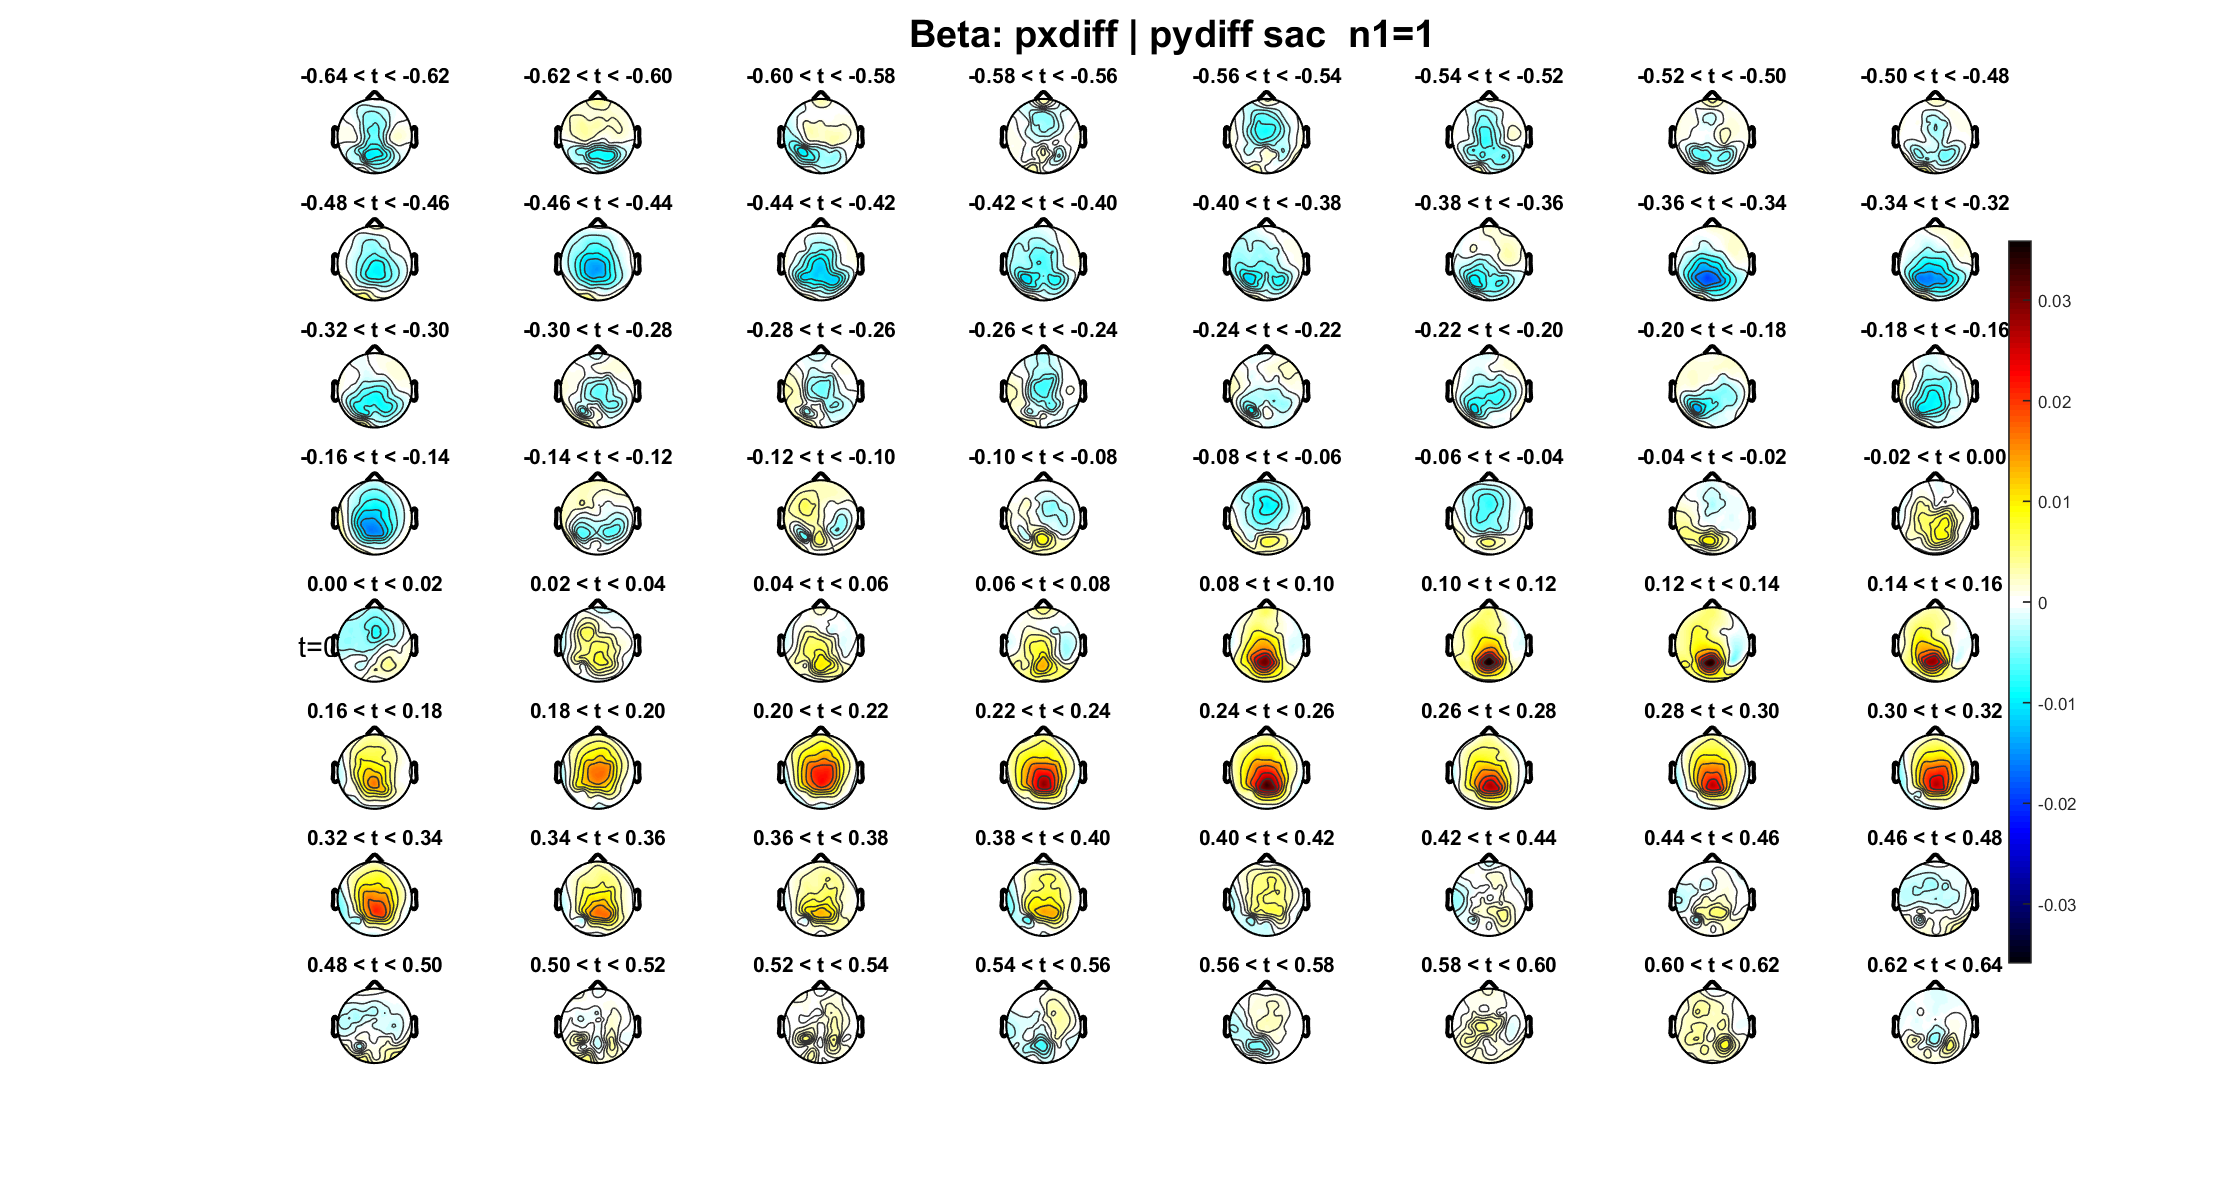 Beta: pxdiff | pydiff sac  n1=1
-0.64 < t < -0.62 -0.62 < t < -0.60 -0.60 < t < -0.58 -0.58 < t < -0.56 -0.56 < t < -0.54 -0.54 < t < -0.52 -0.52 < t < -0.50 -0.50 < t < -0.48
-0.48 < t < -0.46 -0.46 < t < -0.44 -0.44 < t < -0.42 -0.42 < t < -0.40 -0.40 < t < -0.38 -0.38 < t < -0.36 -0.36 < t < -0.34 -0.34 < t < -0.32
0.03
-0.32 < t < -0.30 -0.30 < t < -0.28 -0.28 < t < -0.26 -0.26 < t < -0.24 -0.24 < t < -0.22 -0.22 < t < -0.20 -0.20 < t < -0.18 -0.18 < t < -0.16
0.02
-0.16 < t < -0.14 -0.14 < t < -0.12 -0.12 < t < -0.10 -0.10 < t < -0.08 -0.08 < t < -0.06 -0.06 < t < -0.04 -0.04 < t < -0.02 -0.02 < t < 0.00
0.01
0.00 < t < 0.02 0.02 < t < 0.04 0.04 < t < 0.06 0.06 < t < 0.08 0.08 < t < 0.10 0.10 < t < 0.12 0.12 < t < 0.14 0.14 < t < 0.16
0
t=0
0.16 < t < 0.18 0.18 < t < 0.20 0.20 < t < 0.22 0.22 < t < 0.24 0.24 < t < 0.26 0.26 < t < 0.28 0.28 < t < 0.30 0.30 < t < 0.32
-0.01
-0.02
0.32 < t < 0.34 0.34 < t < 0.36 0.36 < t < 0.38 0.38 < t < 0.40 0.40 < t < 0.42 0.42 < t < 0.44 0.44 < t < 0.46 0.46 < t < 0.48
-0.03
0.48 < t < 0.50 0.50 < t < 0.52 0.52 < t < 0.54 0.54 < t < 0.56 0.56 < t < 0.58 0.58 < t < 0.60 0.60 < t < 0.62 0.62 < t < 0.64